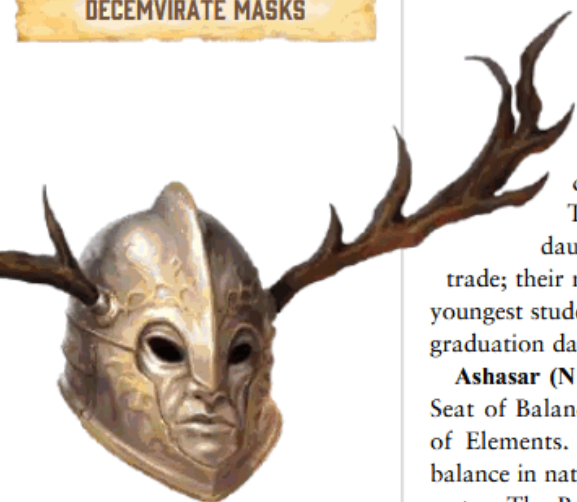 DECEMVIRATE MASKS
T
dau
trade; their
youngest stude
graduation da
Ashasar (N
Seat of Balan
of Elements.
balance in nat